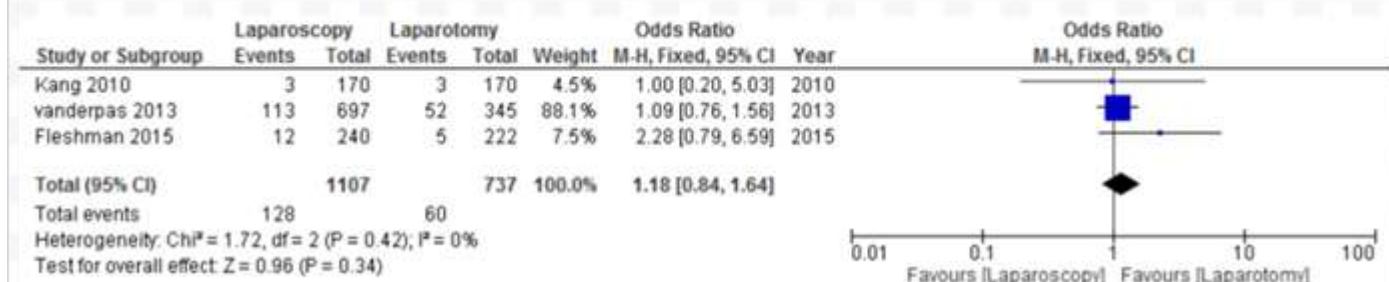 Laparoscopy Laparotomy Odds Ratio Odds Ratio
Study or Subgroup Events Total Events Total Weight M-H, Fixed, 95% CI Year M-H, Fixed, 95% CI
Kang 2010 3 170 3 170 4.5% 1.00 [0.20, 5.03] 2010
vanderpas 2013 113 697 52 345 88.1% 1.09 [0.76, 1.56] 2013
Fleshman 2015 12 240 5 222 7.5% 2.28 [0.79, 6.59] 2015
Total (95% CI) 1107 737 100.0% 1.18 [0.84, 1.64]
Total events 128 60
Heterogeneity: Chi² = 1.72, df = 2 (P = 0.42); I² = 0%
Test for overall effect: Z = 0.96 (P = 0.34)
0.01 0.1 1 10 100
Favours [Laparoscopy] Favours [Laparotomy]